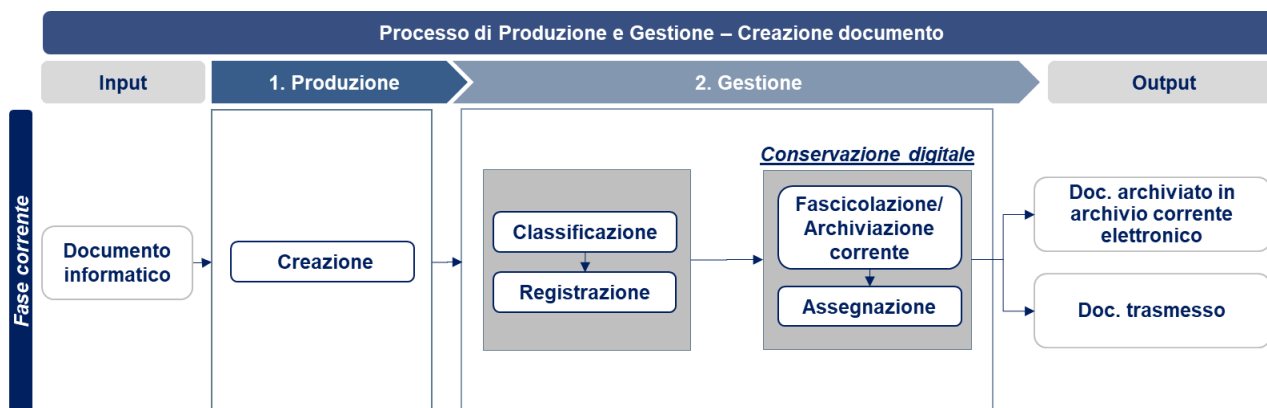 Processo di Produzione e Gestione – Creazione documento
Input
1. Produzione
2. Gestione
Output
Fase corrente
Documento
informatico
Creazione
Classificazione
Registrazione
Conservazione digitale
Fascicolazione/
Archiviazione
corrente
Assegnazione
Doc. archiviato in
archivio corrente
elettronico
Doc. trasmesso